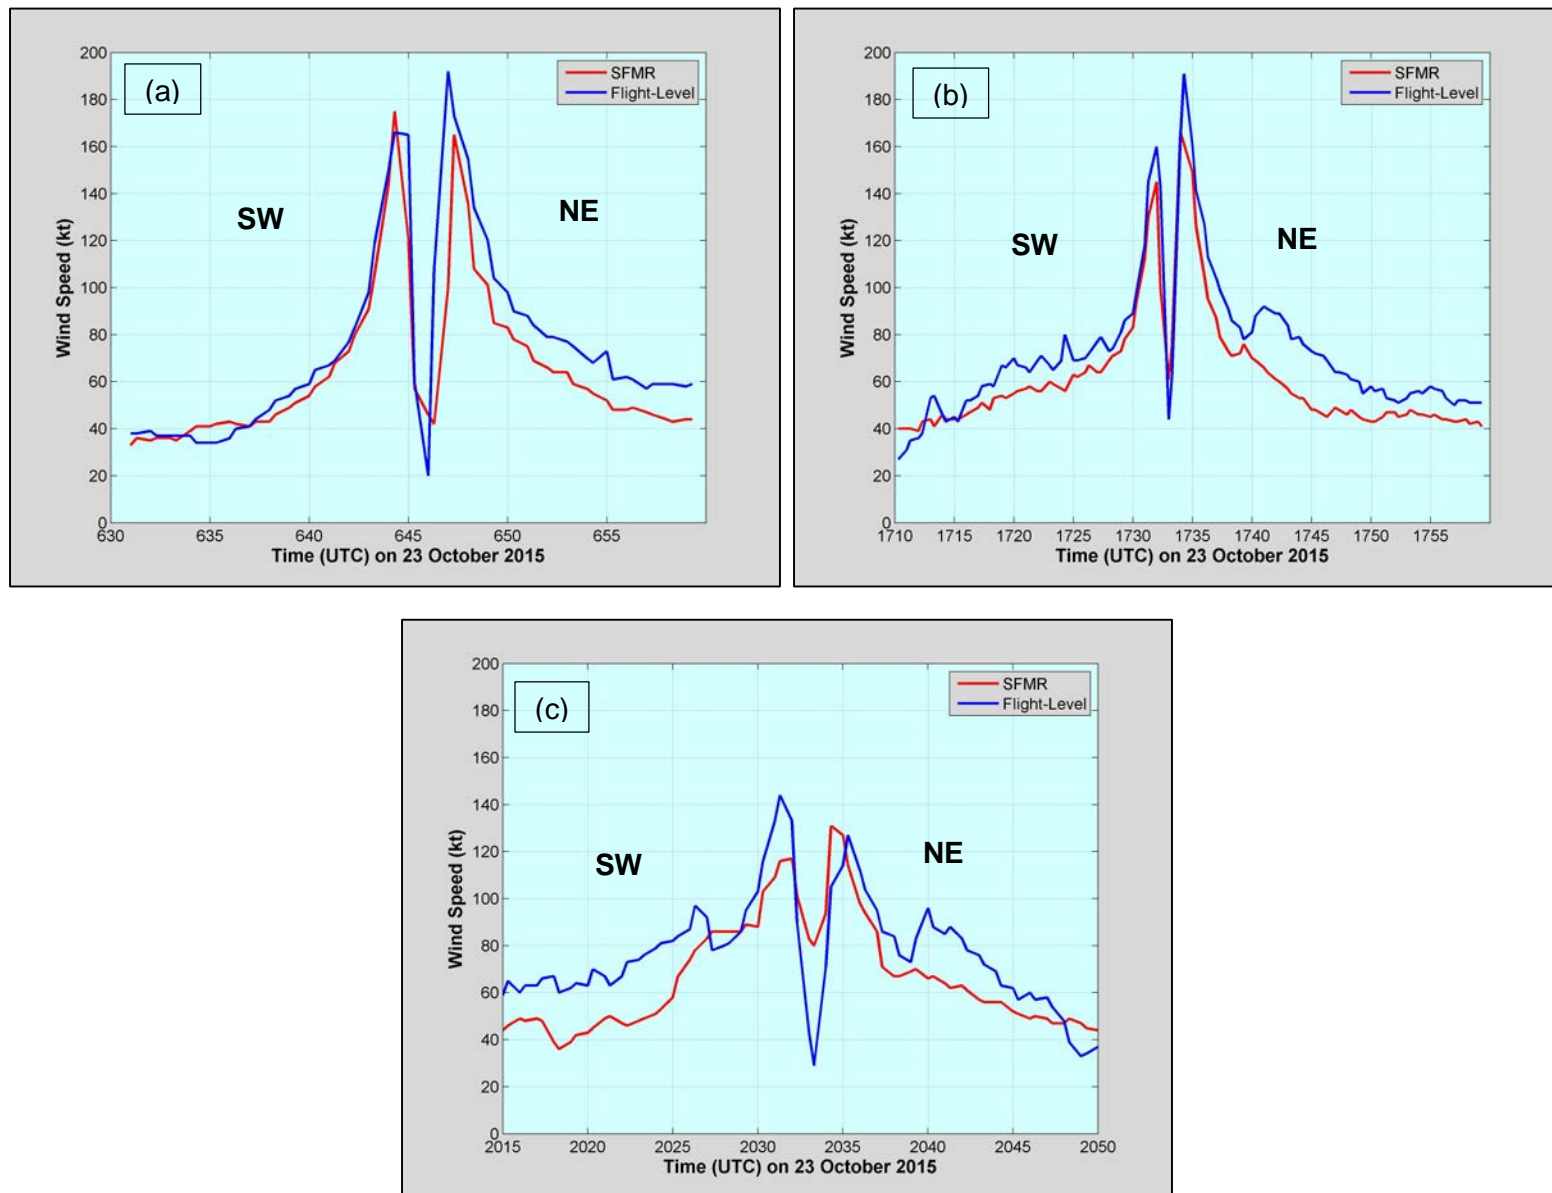 (a)
SFMR
Flight-Level
SW
NE
Wind Speed (kt)
200
180
160
140
120
100
80
60
40
20
0
630
635
640
645
650
655
Time (UTC) on 23 October 2015
(b)
SFMR
Flight-Level
SW
NE
Wind Speed (kt)
200
180
160
140
120
100
80
60
40
20
0
1710
1715
1720
1725
1730
1735
1740
1745
1750
1755
Time (UTC) on 23 October 2015
(c)
SFMR
Flight-Level
SW
NE
Wind Speed (kt)
200
180
160
140
120
100
80
60
40
20
0
2015
2020
2025
2030
2035
2040
2045
2050
Time (UTC) on 23 October 2015